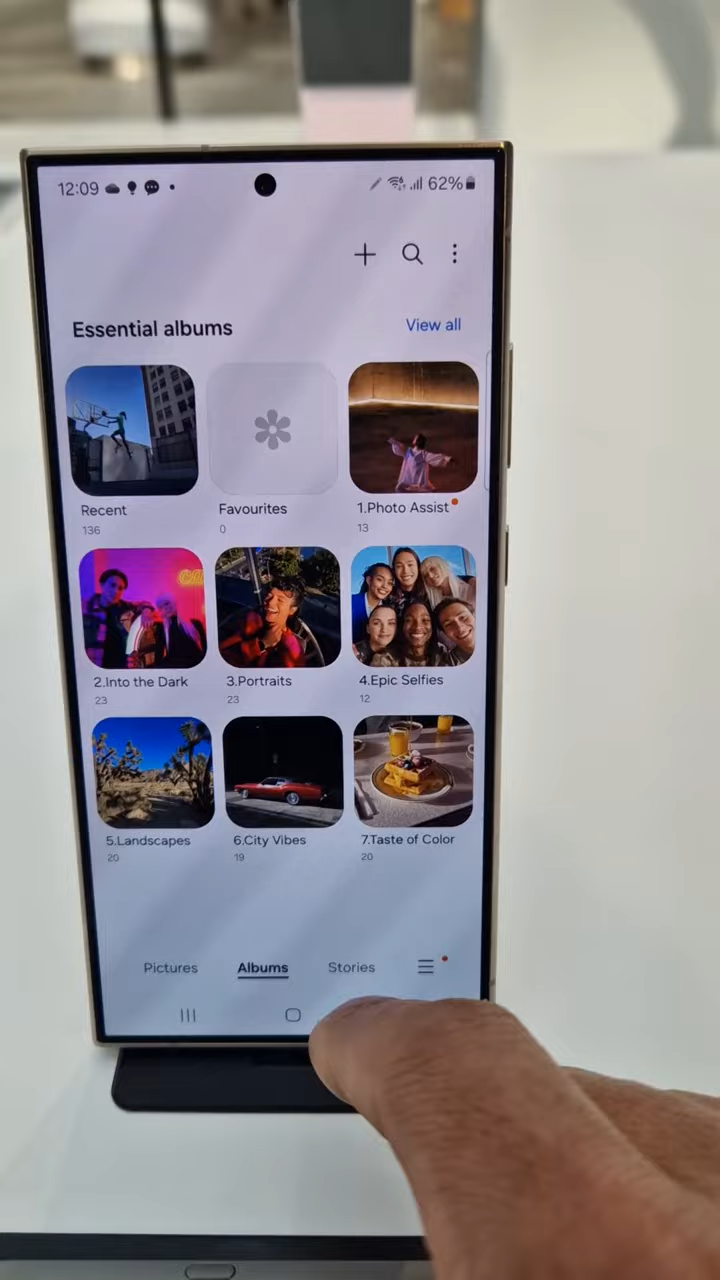 12:09 62%
Essential albums View all
Recent Favourites 1.Photo Assist
136 0 13
2.Into the Dark 3.Portraits 4.Epic Selfies
23 23 12
5.Landscapes 6.City Vibes 7.Taste of Color
20 19 20
Pictures Albums Stories